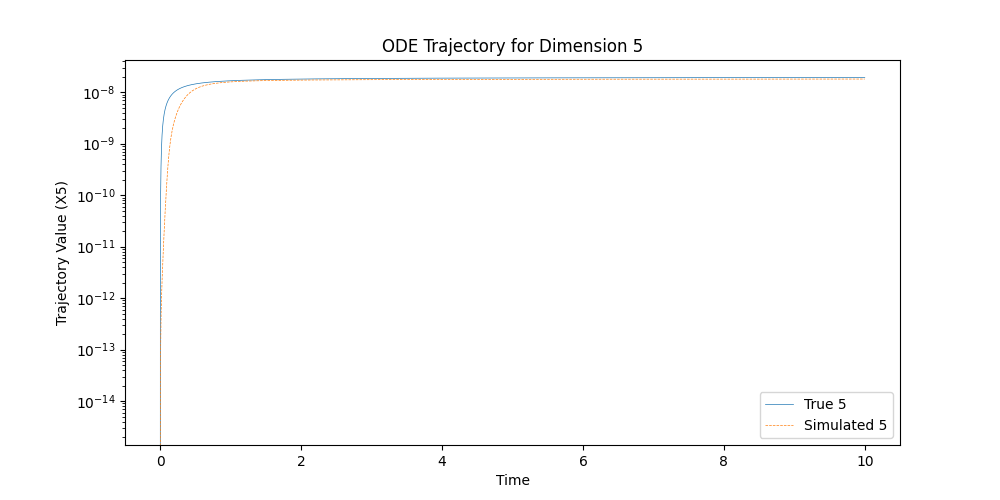 ODE Trajectory for Dimension 5
Trajectory Value (X5)
10⁻⁸
10⁻⁹
10⁻¹⁰
10⁻¹¹
10⁻¹²
10⁻¹³
10⁻¹⁴
True 5
Simulated 5
0 2 4 6 8 10
Time